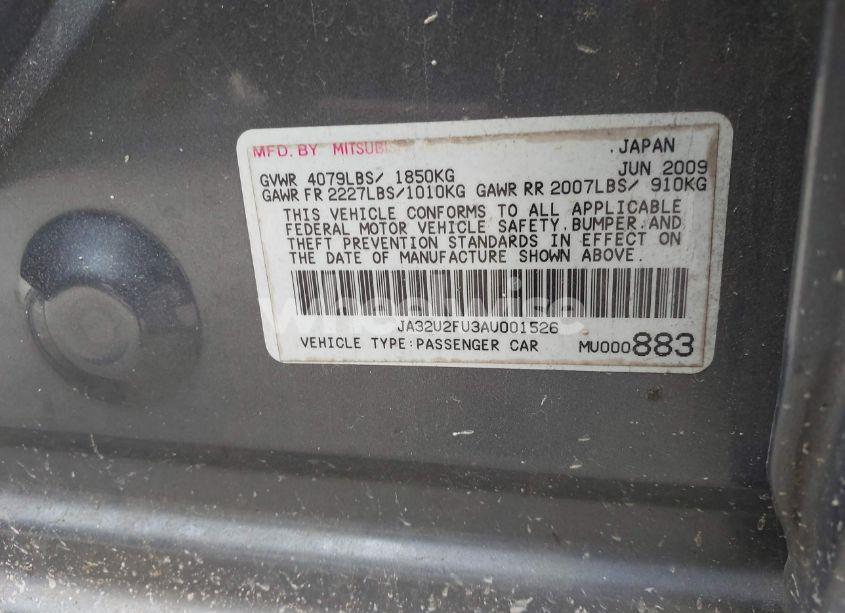 MFD. BY MITSUBIS .JAPAN
JUN 2009
GVWR 4079LBS/ 1850KG
GAWR FR 2227LBS/1010KG GAWR RR 2007LBS/ 910KG
THIS VEHICLE CONFORMS TO ALL APPLICABLE
FEDERAL MOTOR VEHICLE SAFETY, BUMPER, AND
THEFT PREVENTION STANDARDS IN EFFECT ON
THE DATE OF MANUFACTURE SHOWN ABOVE.
wheelwise
JA32U2FU3AU001526
VEHICLE TYPE:PASSENGER CAR MU000883